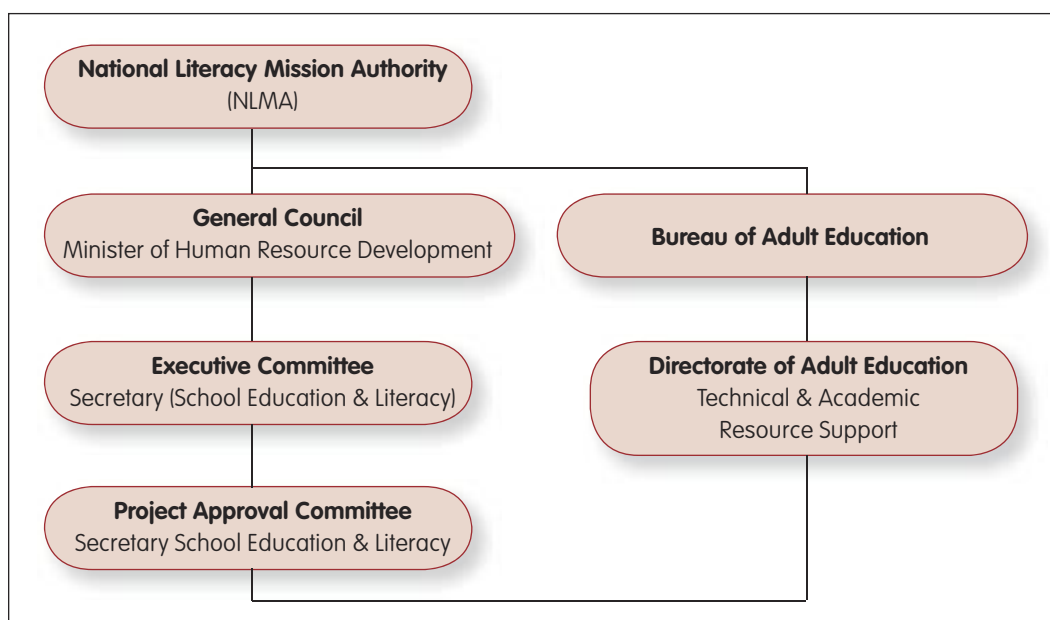 National Literacy Mission Authority
(NLMA)
General Council
Minister of Human Resource Development
Bureau of Adult Education
Executive Committee
Secretary (School Education & Literacy)
Directorate of Adult Education
Technical & Academic
Resource Support
Project Approval Committee
Secretary School Education & Literacy